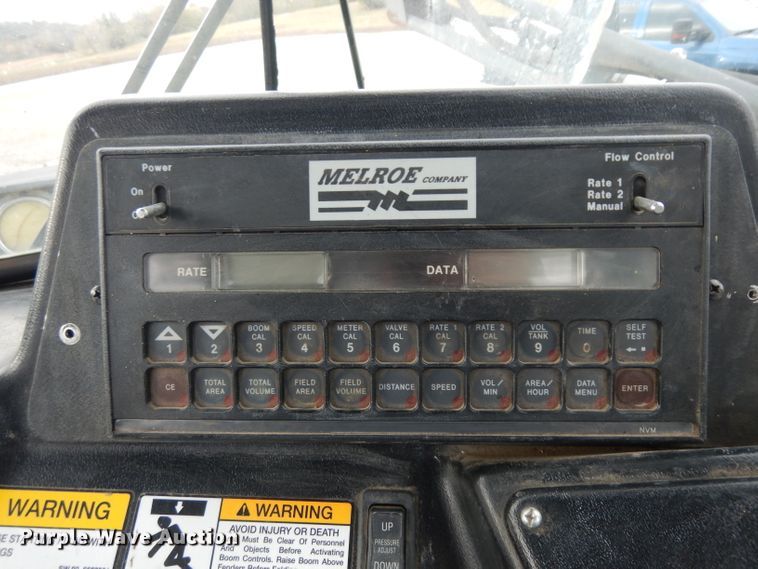 Power
On
MELROE COMPANY
Flow Control
Rate 1
Rate 2
Manual
RATE
DATA
1
2
BOOM CAL 3
SPEED CAL 4
METER CAL 5
VALVE CAL 6
RATE 1 CAL 7
RATE 2 CAL 8
VOL TANK 9
TIME 0
SELF TEST
CE
TOTAL AREA
TOTAL VOLUME
FIELD AREA
FIELD VOLUME
DISTANCE
SPEED
VOL/ MIN
AREA/ HOUR
DATA MENU
ENTER
NVM
WARNING
WARNING
AVOID INJURY OR DEATH
Must Be Clear Of Personnel
And Objects Before Activating
Boom Controls. Raise Boom Above
UP
PRESSURE ADJUST
DOWN
Purple Wave Auction